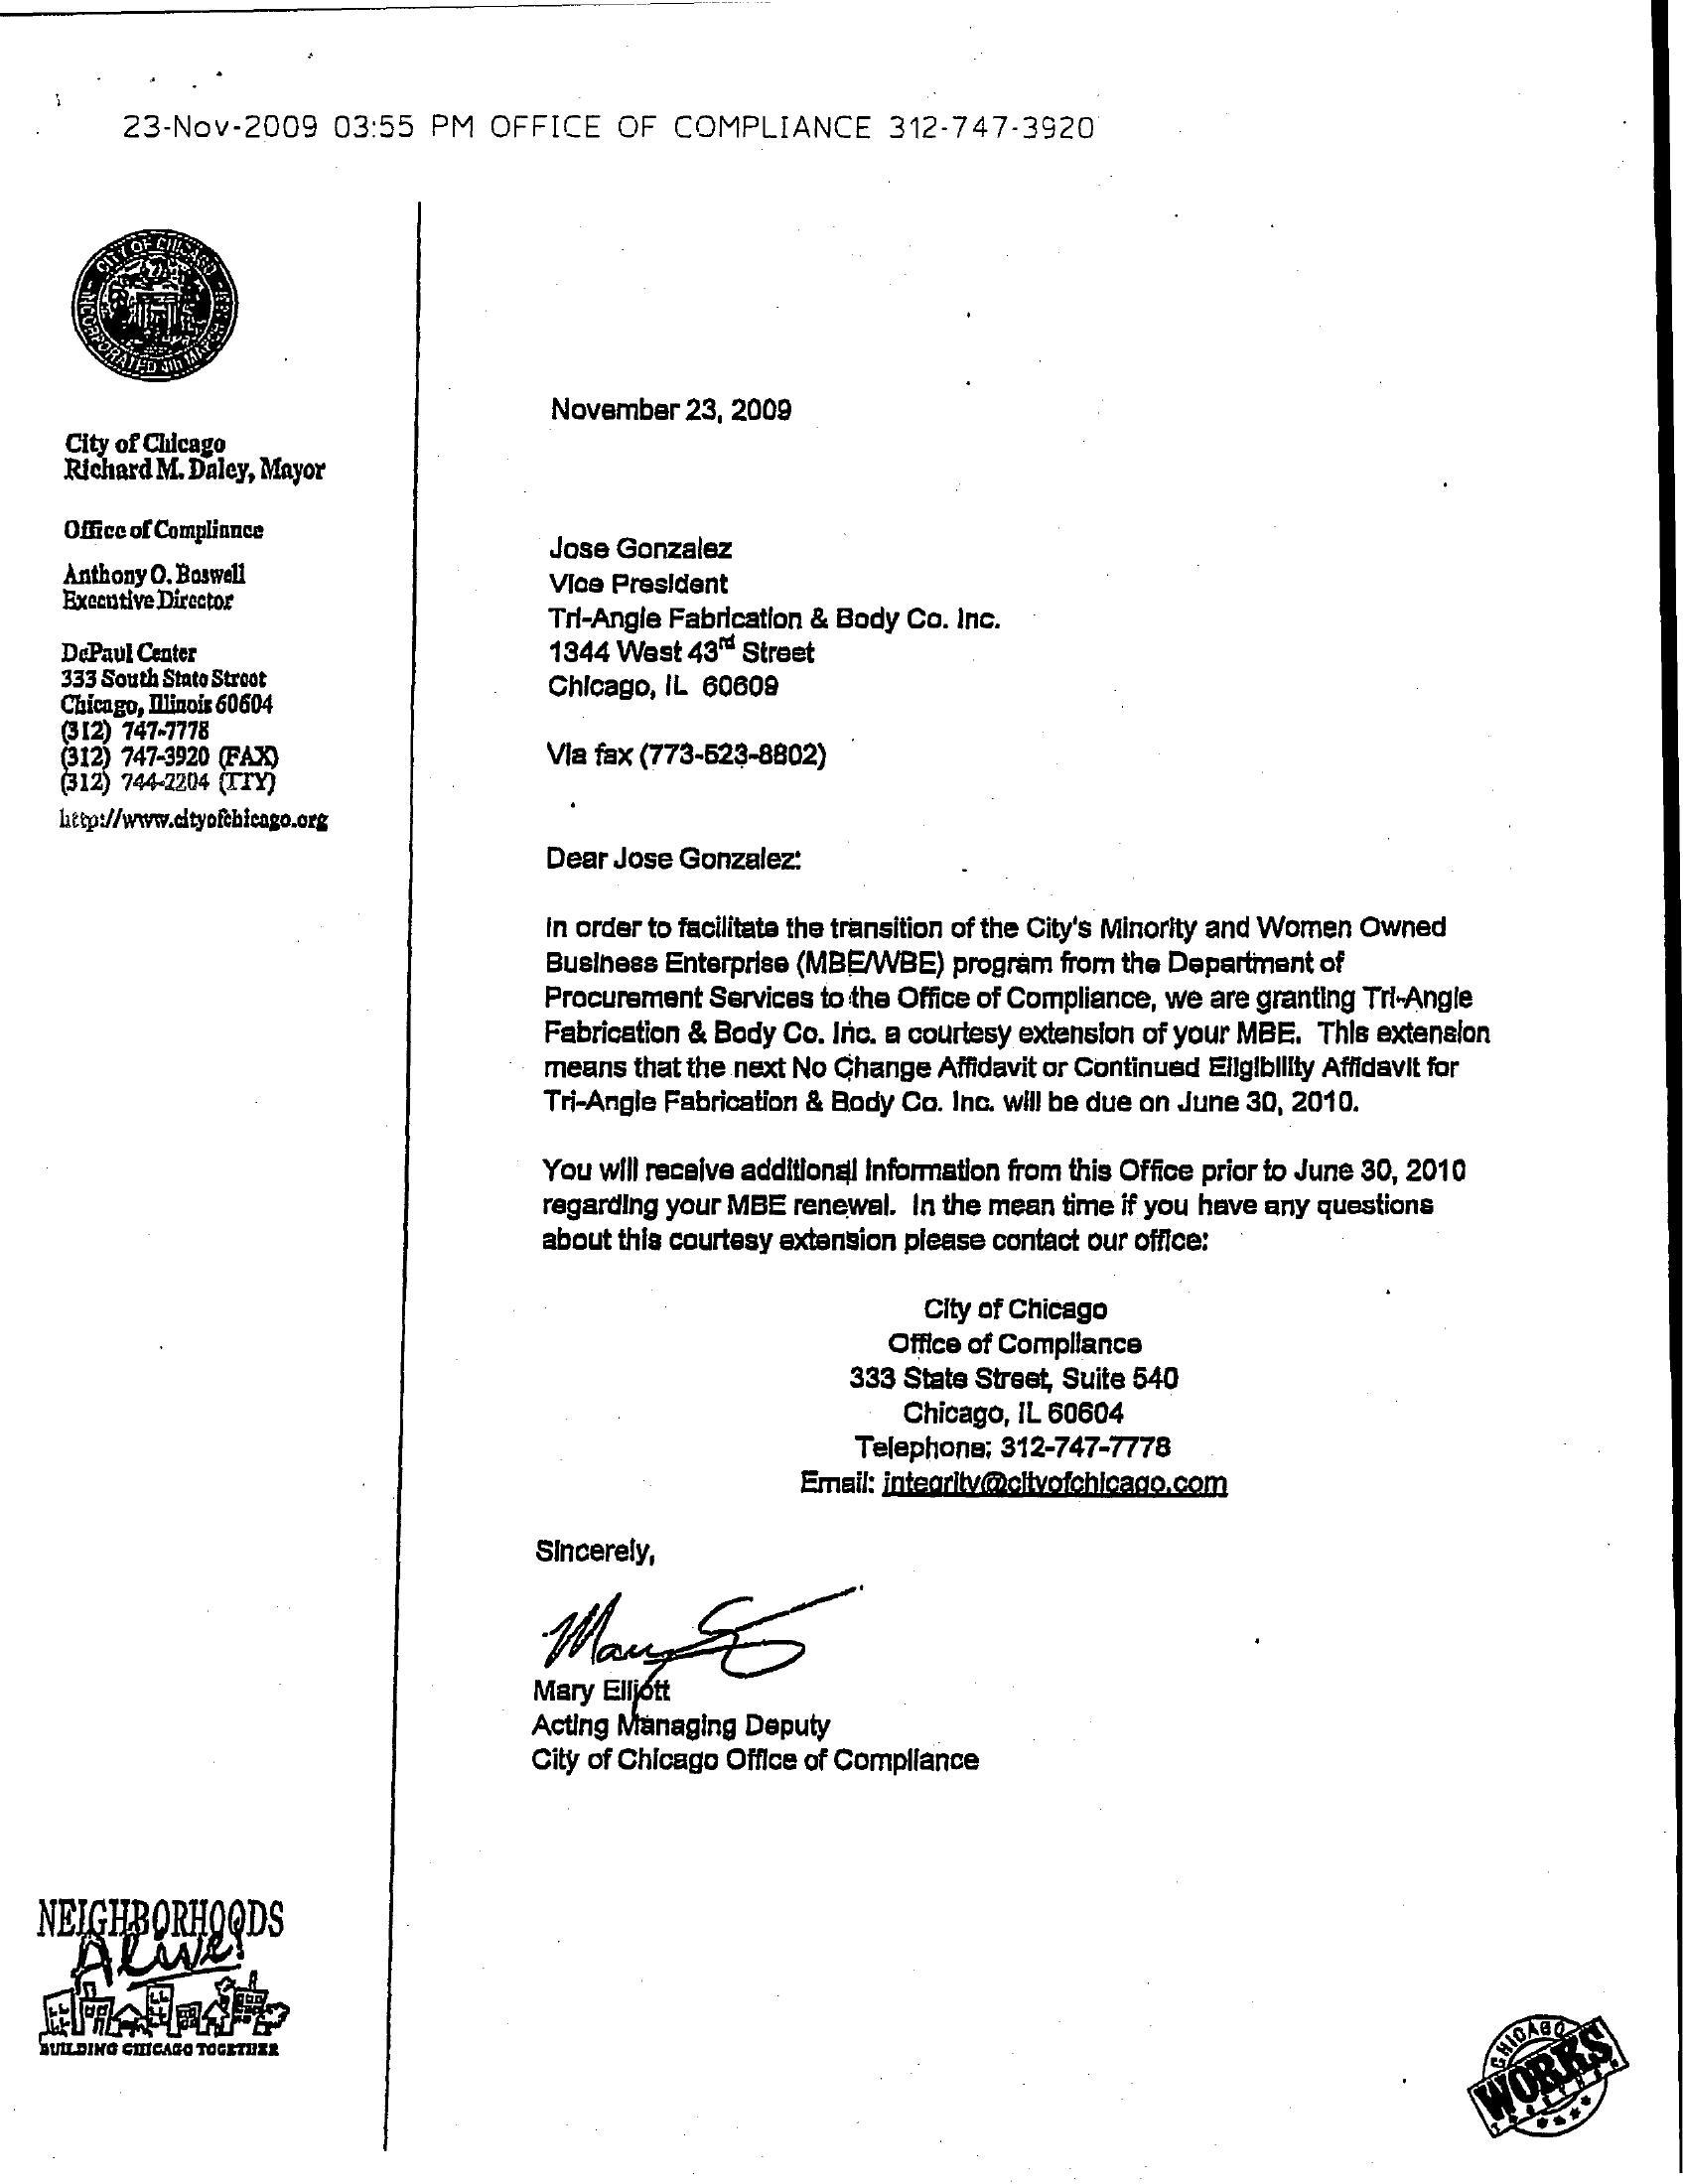 23-Nov-2009 03:55 PM OFFICE OF COMPLIANCE 312-747-3920
City of Chicago
Richard M. Daley, Mayor
Office of Compliance
Anthony O. Boswell
Executive Director
DePaul Center
333 South State Street
Chicago, Illinois 60604
(312) 747-7778
(312) 747-3920 (FAX)
(312) 744-2204 (TTY)
http://www.cityofchicago.org
November 23, 2009
Jose Gonzalez
Vice President
Tri-Angle Fabrication & Body Co. Inc.
1344 West 43rd Street
Chicago, IL 60609
Via fax (773-523-8802)
Dear Jose Gonzalez:
In order to facilitate the transition of the City's Minority and Women Owned
Business Enterprise (MBE/WBE) program from the Department of
Procurement Services to the Office of Compliance, we are granting Tri-Angle
Fabrication & Body Co. Inc. a courtesy extension of your MBE. This extension
means that the next No Change Affidavit or Continued Eligibility Affidavit for
Tri-Angle Fabrication & Body Co. Inc. will be due on June 30, 2010.
You will receive additional information from this Office prior to June 30, 2010
regarding your MBE renewal. In the mean time if you have any questions
about this courtesy extension please contact our office:
City of Chicago
Office of Compliance
333 State Street, Suite 540
Chicago, IL 60604
Telephone: 312-747-7778
Email: integrity@cityofchicago.com
Sincerely,
Mary Elliott
Acting Managing Deputy
City of Chicago Office of Compliance
NEIGHBORHOODS
Alive!
BUILDING CHICAGO TOGETHER
CHICAGO
WORKS